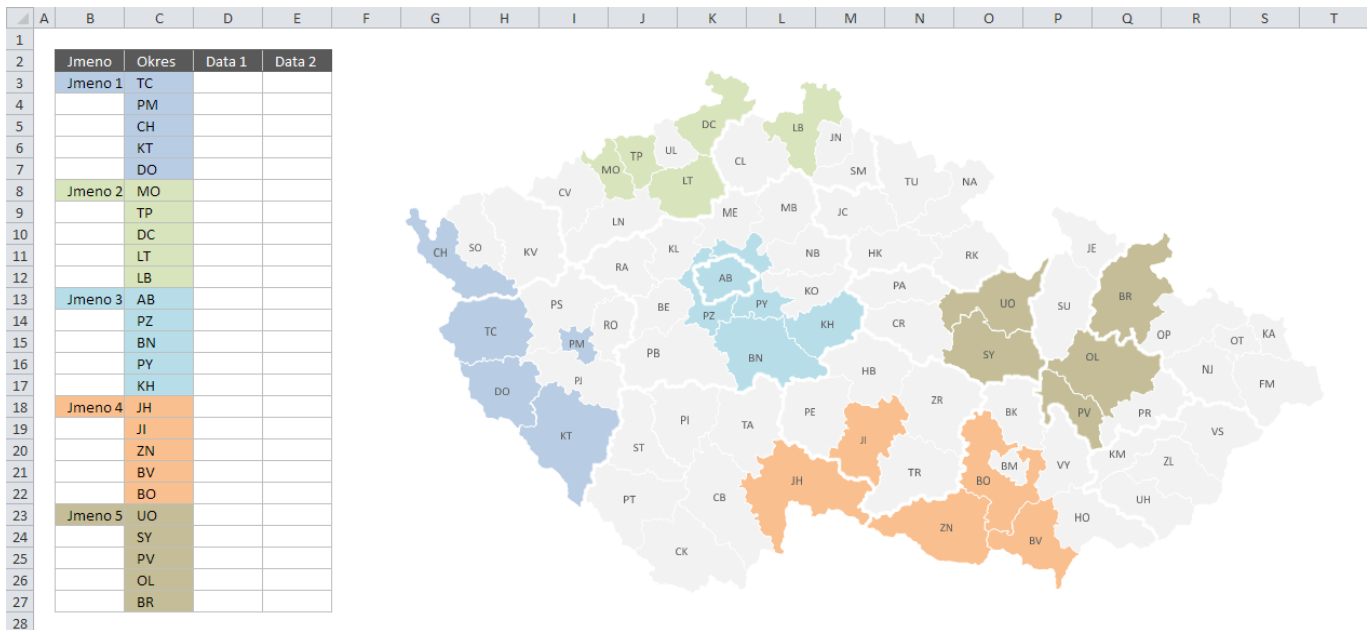 A B C D E F G H I J K L M N O P Q R S T
1
2 Jmeno Okres Data 1 Data 2
3 Jmeno 1 TC
4 PM
5 CH
6 KT
7 DO
8 Jmeno 2 MO
9 TP
10 DC
11 LT
12 LB
13 Jmeno 3 AB
14 PZ
15 BN
16 PY
17 KH
18 Jmeno 4 JH
19 JI
20 ZN
21 BV
22 BO
23 Jmeno 5 UO
24 SY
25 PV
26 OL
27 BR
28
DC LB JN
UL TP CL
MO LT SM TU NA
CV ME MB JC
LN KL NB HK RK JE
CH SO KV RA AB KO PA
PS BE PZ PY KH CR UO SU BR
TC RO PM PB BN SY OL OP OT KA
DO PJ HB NJ FM
KT PI TA PE ZR BK PV PR VS
ST JI TR BM VY KM ZL
PT CB JH BO UH
CK ZN BV HO